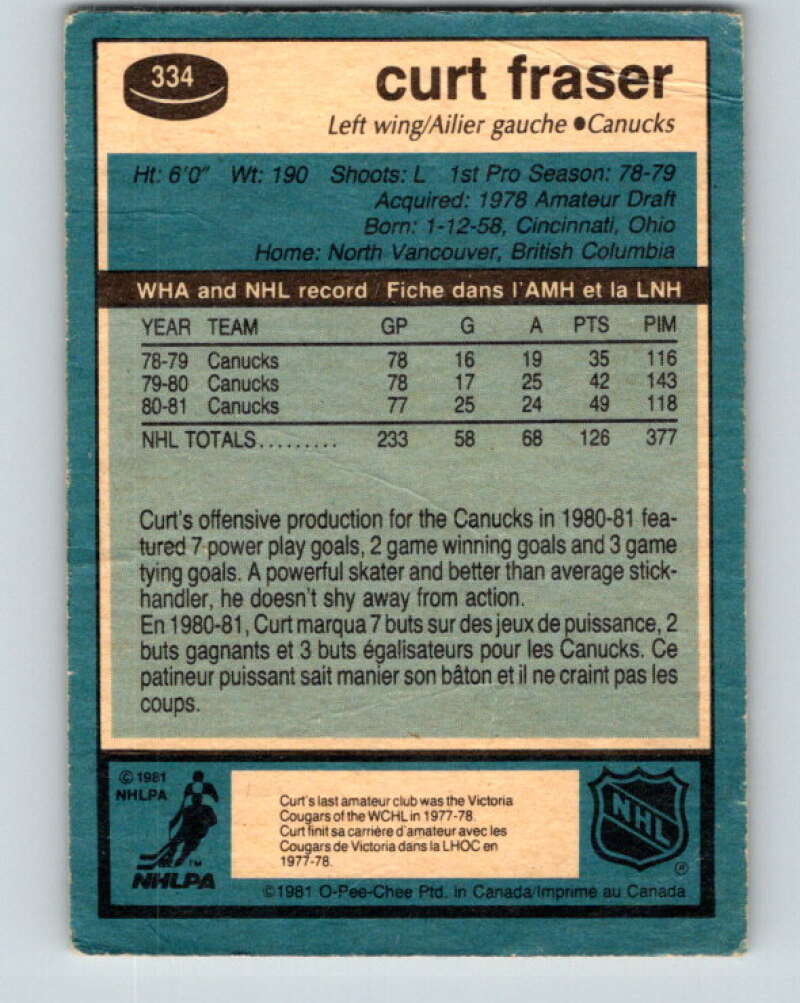 334
curt fraser
Left wing/Ailier gauche ●Canucks
Ht: 6'0" Wt: 190 Shoots: L 1st Pro Season: 78-79
Acquired: 1978 Amateur Draft
Born: 1-12-58, Cincinnati, Ohio
Home: North Vancouver, British Columbia
WHA and NHL record / Fiche dans l'AMH et la LNH
YEAR TEAM GP G A PTS PIM
78-79 Canucks 78 16 19 35 116
79-80 Canucks 78 17 25 42 143
80-81 Canucks 77 25 24 49 118
NHL TOTALS......... 233 58 68 126 377
Curt's offensive production for the Canucks in 1980-81 fea-
tured 7 power play goals, 2 game winning goals and 3 game
tying goals. A powerful skater and better than average stick-
handler, he doesn't shy away from action.
En 1980-81, Curt marqua 7 buts sur des jeux de puissance, 2
buts gagnants et 3 buts égalisateurs pour les Canucks. Ce
patineur puissant sait manier son bâton et il ne craint pas les
coups.
© 1981
NHLPA
TM
NHLPA
Curt's last amateur club was the Victoria
Cougars of the WCHL in 1977-78.
Curt finit sa carrière d'amateur avec les
Cougars de Victoria dans la LHOC en
1977-78.
NHL
®
©1981 O-Pee-Chee Ptd. in Canada/Imprimé au Canada